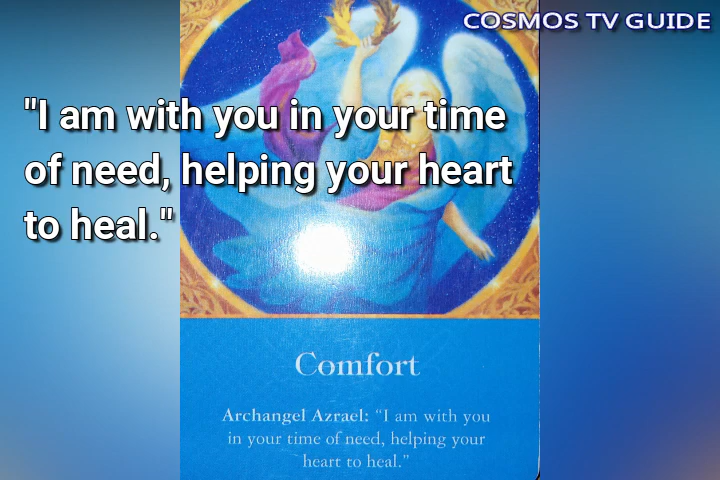 COSMOS TV GUIDE
"I am with you in your time
of need, helping your heart
to heal."
Comfort
Archangel Azrael: “I am with you
in your time of need, helping your
heart to heal.”